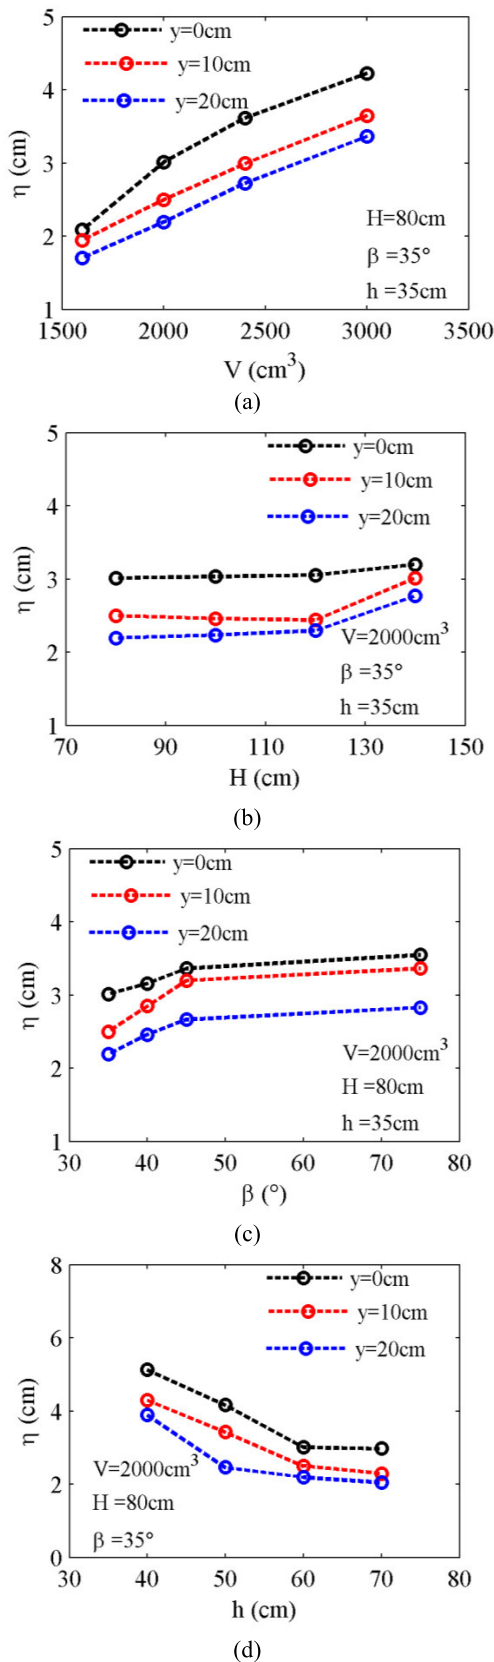 5
4
3
2
1
η (cm)
y=0cm
y=10cm
y=20cm
H=80cm
β =35°
h =35cm
1500 2000 2500 3000 3500
V (cm³)
(a)
5
4
3
2
1
η (cm)
y=0cm
y=10cm
y=20cm
V=2000cm³
β =35°
h =35cm
70 90 110 130 150
H (cm)
(b)
5
4
3
2
1
η (cm)
y=0cm
y=10cm
y=20cm
V=2000cm³
H =80cm
h =35cm
30 40 50 60 70 80
β (°)
(c)
8
6
4
2
0
η (cm)
y=0cm
y=10cm
y=20cm
V=2000cm³
H =80cm
β =35°
30 40 50 60 70 80
h (cm)
(d)